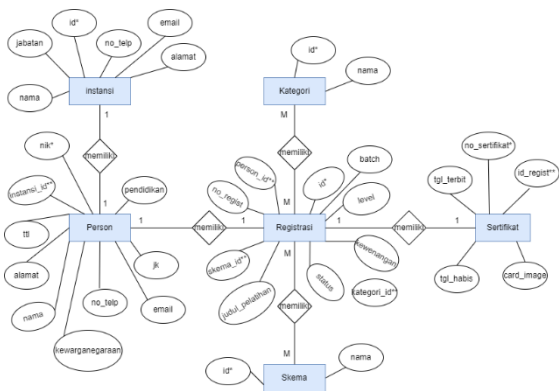 id*
no_telp
email
jabatan
alamat
nama
instansi
1
memiliki
1
nik*
instansi_id**
pendidikan
Person
ttl
alamat
nama
kewarganegaraan
no_telp
jk
email
1
memiliki
1
id*
nama
Kategori
M
memiliki
M
person_id**
no_regist
id*
batch
level
Registrasi
skema_id**
judul_pelatihan
status
kewenangan
kategori_id**
M
memiliki
M
id*
nama
Skema
1
memiliki
1
no_sertifikat*
tgl_terbit
id_regist**
Sertifikat
tgl_habis
card_image